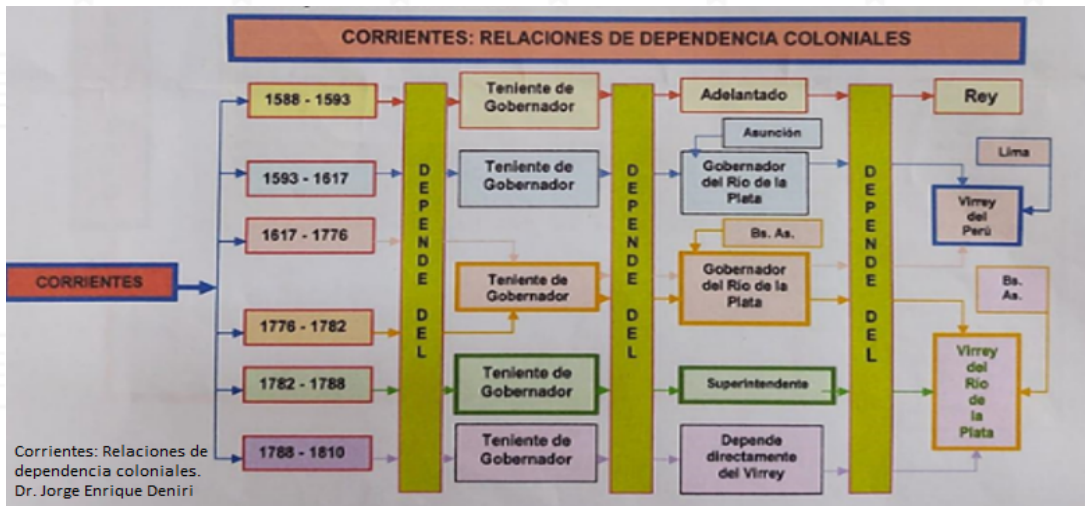 CORRIENTES: RELACIONES DE DEPENDENCIA COLONIALES
CORRIENTES
1588 - 1593
1593 - 1617
1617 - 1776
1776 - 1782
1782 - 1788
1788 - 1810
DEPENDE DEL
Teniente de
Gobernador
Teniente de
Gobernador
Teniente de
Gobernador
Teniente de
Gobernador
Teniente de
Gobernador
DEPENDE DEL
Adelantado
Asunción
Gobernador
del Río de la
Plata
Bs. As.
Gobernador
del Río de la
Plata
Superintendente
Depende
directamente
del Virrey
DEPENDE DEL
Rey
Lima
Virrey
del
Perú
Bs.
As.
Virrey
del
Río
de
la
Plata
Corrientes: Relaciones de
dependencia coloniales.
Dr. Jorge Enrique Deniri